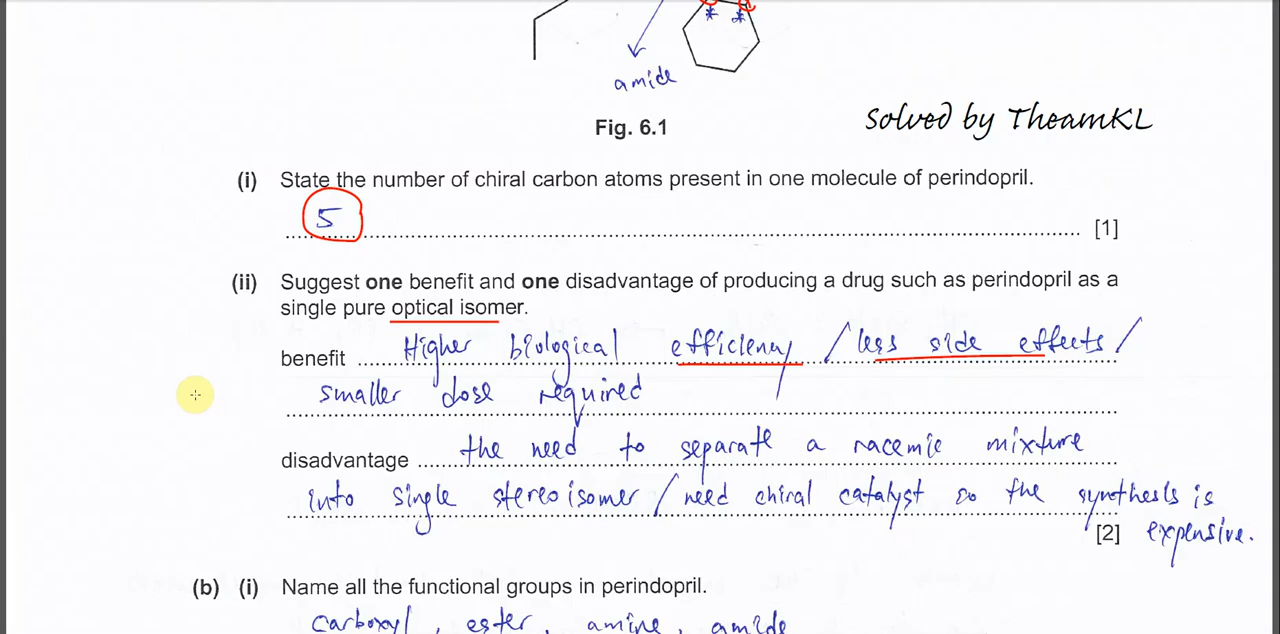 amide
Fig. 6.1
Solved by TheamKL
(i) State the number of chiral carbon atoms present in one molecule of perindopril.
5
[1]
(ii) Suggest one benefit and one disadvantage of producing a drug such as perindopril as a
single pure optical isomer.
benefit Higher biological efficiency / less side effects /
smaller dose required
disadvantage the need to separate a racemic mixture
into single stereoisomer / need chiral catalyst so the synthesis is
[2] expensive.
(b) (i) Name all the functional groups in perindopril.
carboxyl, ester, amine, amide